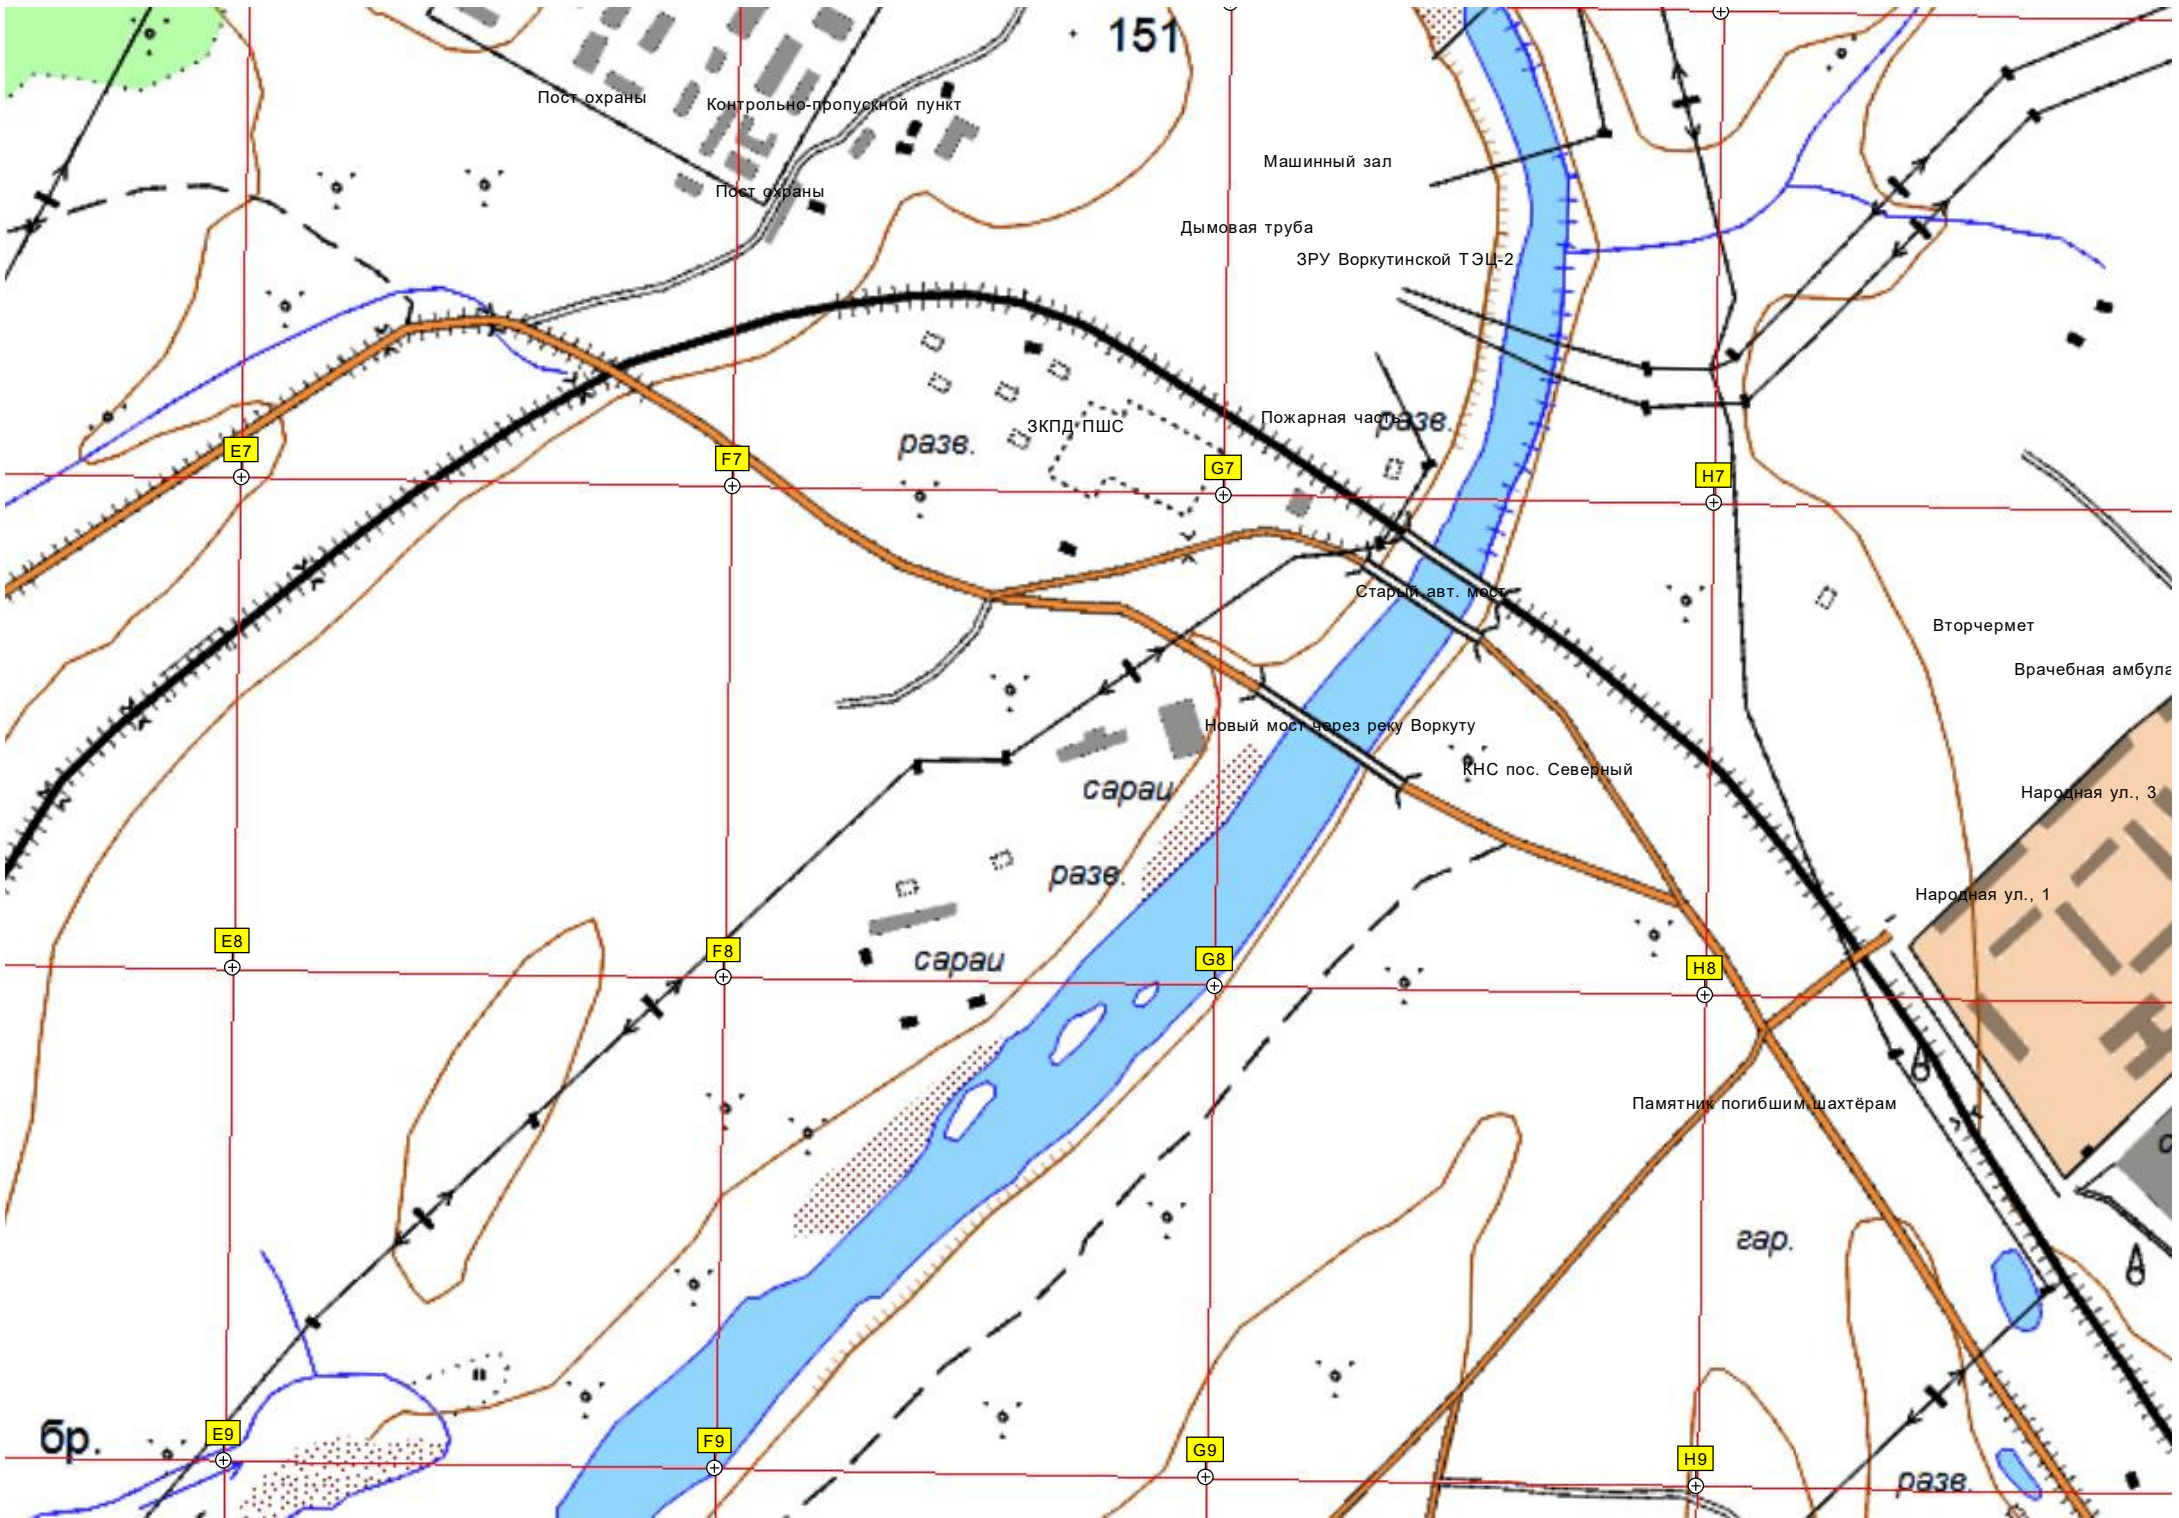 151
Пост охраны
Контрольно-пропускной пункт
Машинный зал
Пост охраны
Дымовая труба
ЗРУ Воркутинской ТЭЦ-2
Пожарная часть
разв.
ЗКПД ПШС
разв.
E7
F7
G7
H7
Старый авт. мост
Вторчермет
Врачебная амбула
Новый мост через реку Воркуту
КНС пос. Северный
сараи
Народная ул., 3
разв.
Народная ул., 1
сараи
E8
F8
G8
H8
Памятник погибшим шахтёрам
с
гар.
бр.
E9
F9
G9
H9
разв.